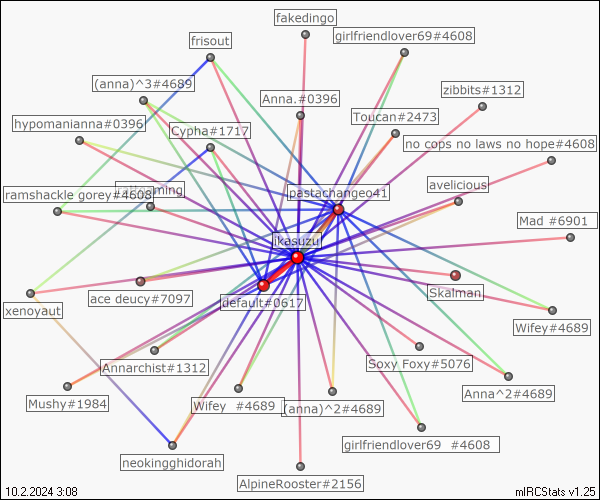 fakedingo
girlfriendlover69#4608
frisout
(anna)^3#4689
zibbits#1312
Anna.#0396
Toucan#2473
hypomanianna#0396
Cypha#1717
no cops no laws no hope#4608
avelicious
pastachangeo41
ramshackle gorey#4608
Mad #6901
ikasuzu
Skalman
ace deucy#7097
default#0617
xenoyaut
Wifey#4689
Annarchist#1312
Soxy Foxy#5076
Anna^2#4689
Mushy#1984
Wifey #4689
(anna)^2#4689
girlfriendlover69 #4608
neokingghidorah
AlpineRooster#2156
10.2.2024 3:08
mIRCStats v1.25